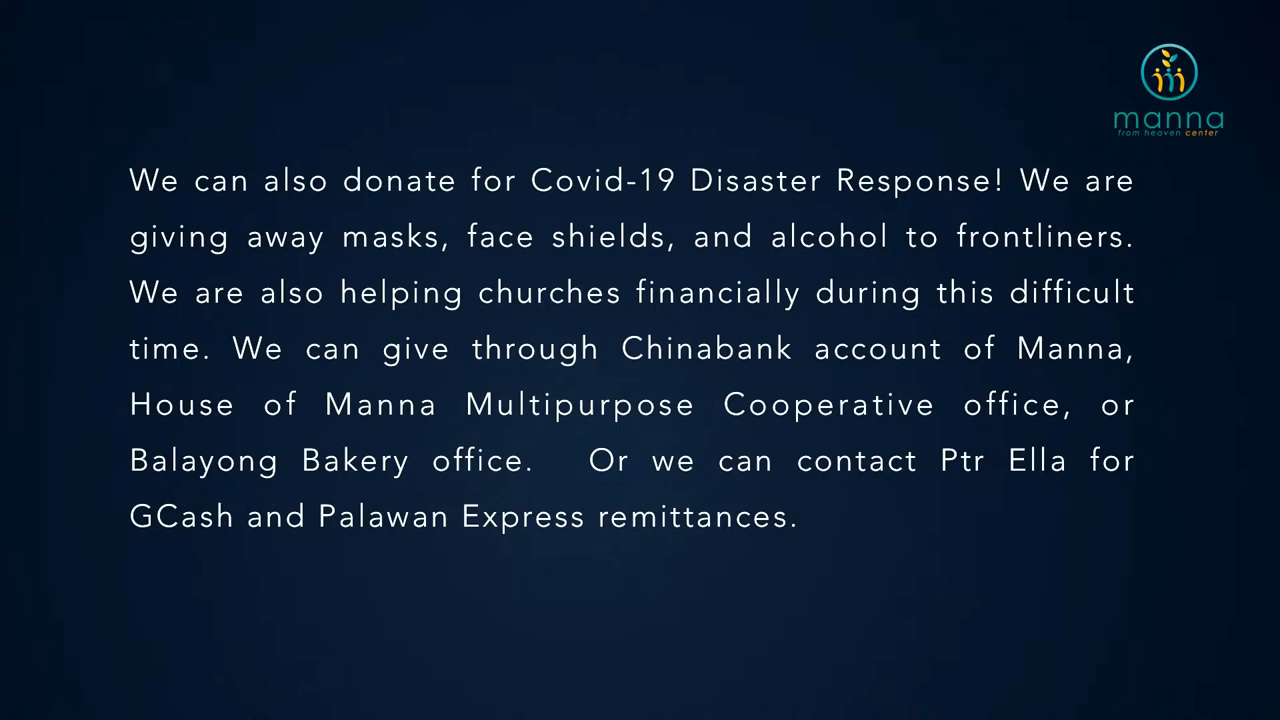 manna
from heaven center
We can also donate for Covid-19 Disaster Response! We are
giving away masks, face shields, and alcohol to frontliners.
We are also helping churches financially during this difficult
time. We can give through Chinabank account of Manna,
House of Manna Multipurpose Cooperative office, or
Balayong Bakery office. Or we can contact Ptr Ella for
GCash and Palawan Express remittances.